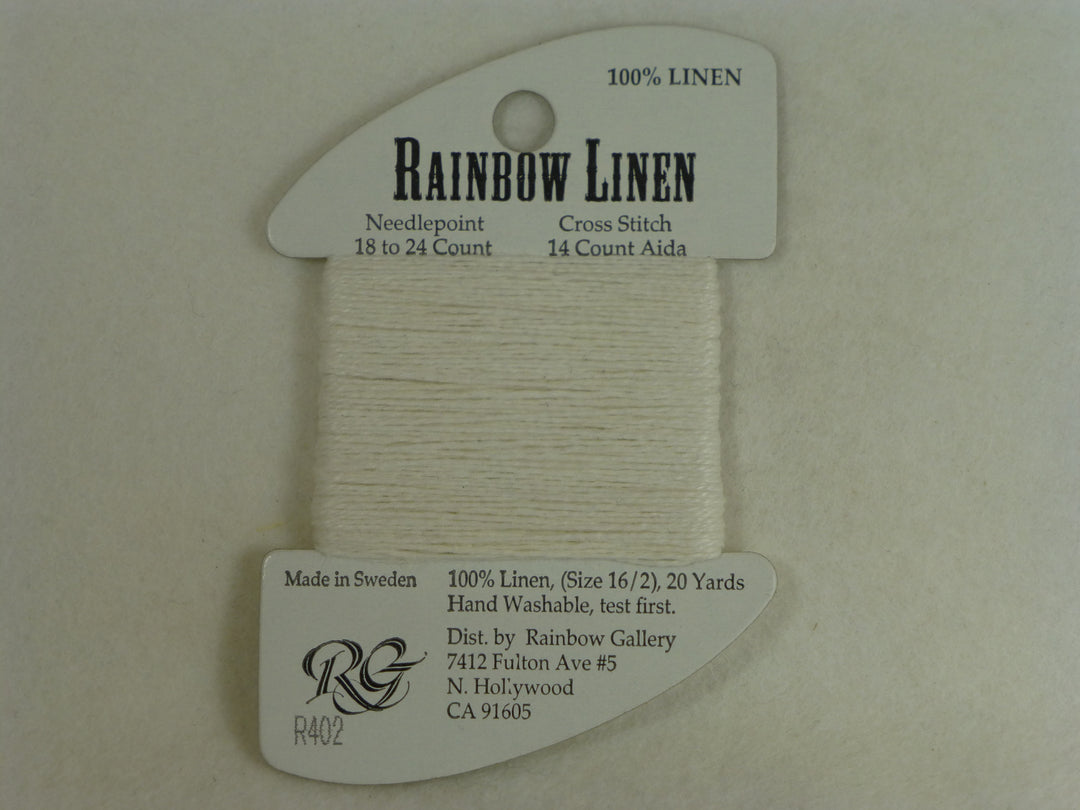 100% LINEN
RAINBOW LINEN
Needlepoint Cross Stitch
18 to 24 Count 14 Count Aida
Made in Sweden
100% Linen, (Size 16/2), 20 Yards
Hand Washable, test first.
Dist. by Rainbow Gallery
7412 Fulton Ave #5
N. Hollywood
CA 91605
RG
R402